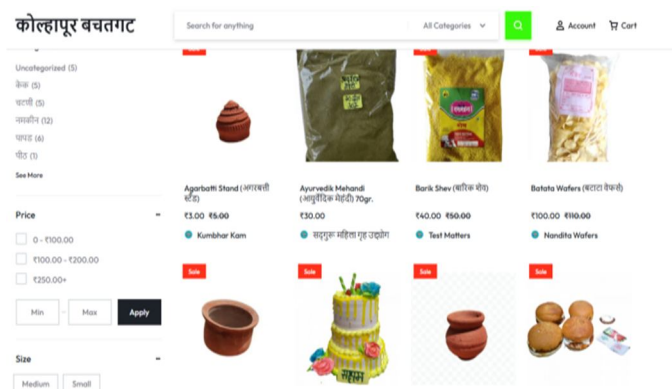 कोल्हापूर बचतगट
Search for anything
All Categories
Account
Cart
Uncategorized (5)
केक (5)
चटणी (5)
नमकीन (12)
पापड (6)
पीठ (1)
See More
Price
0 - ₹100.00
₹100.00 - ₹200.00
₹250.00+
Min
Max
Apply
Size
Medium
Small
Agarbatti Stand (अगरबत्ती
स्टँड)
₹3.00 ₹5.00
Kumbhar Kam
Ayurvedik Mehandi
(आयुर्वेदिक मेहंदी) 70gr.
₹30.00
सद्गुरू महिला गृह उद्योग
Barik Shev (बारिक शेव)
₹40.00 ₹50.00
Test Matters
Batata Wafers (बटाटा वेफर्स)
₹100.00 ₹110.00
Nandita Wafers
Sale
Sale
Sale